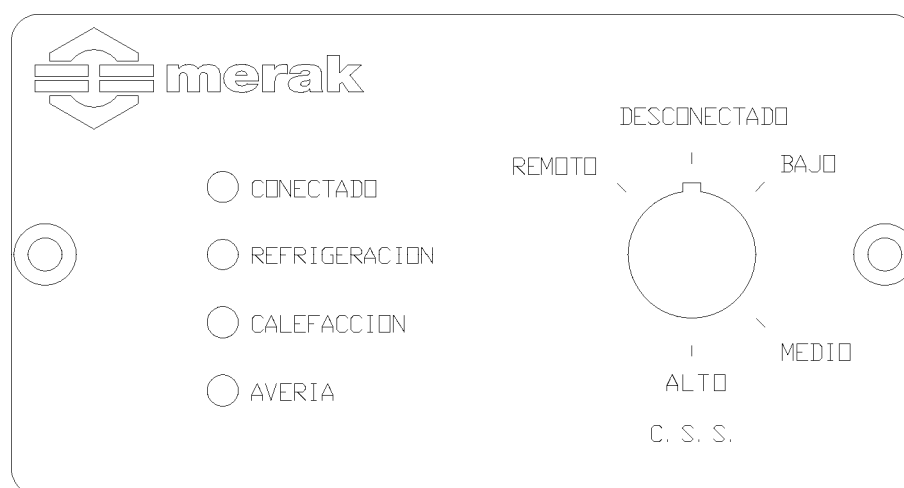 merak
DESCONECTADO
REMOTO
BAJO
CONECTADO
REFRIGERACION
CALEFACCION
MEDIO
ALTO
AVERIA
C. S. S.